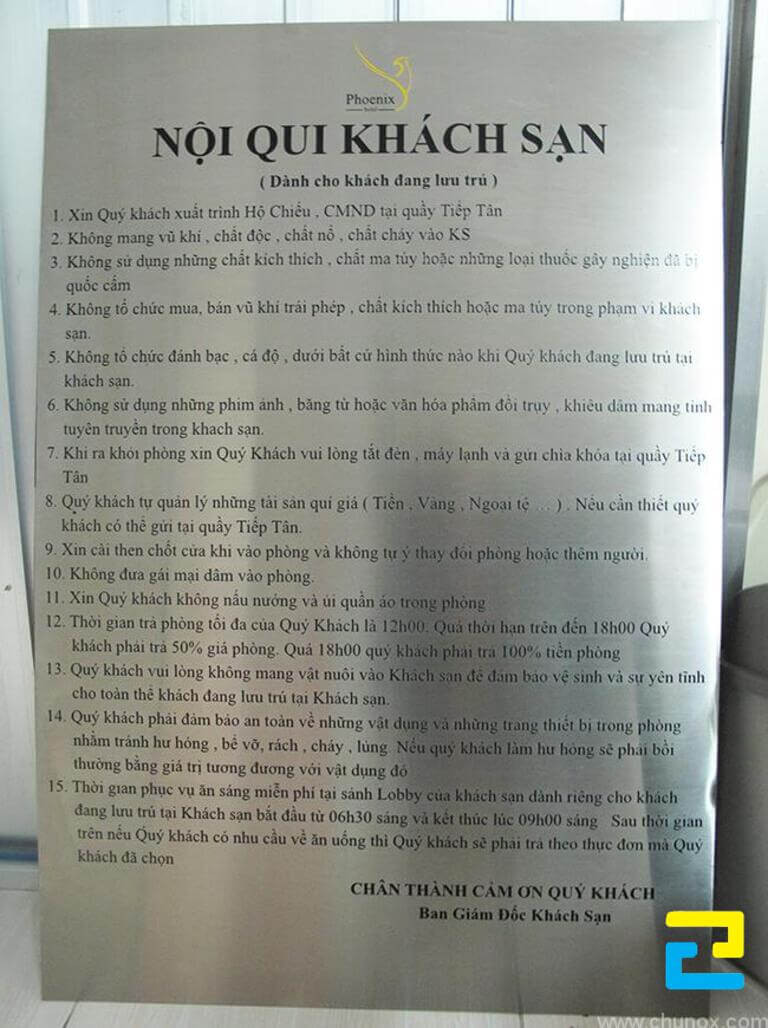 Phoenix
NỘI QUI KHÁCH SẠN
( Dành cho khách đang lưu trú )
1. Xin Quý khách xuất trình Hộ Chiếu , CMND tại quầy Tiếp Tân
2. Không mang vũ khí , chất độc , chất nổ , chất cháy vào KS
3. Không sử dụng những chất kích thích , chất ma túy hoặc những loại thuốc gây nghiện đã bị
quốc cấm
4. Không tổ chức mua, bán vũ khí trái phép , chất kích thích hoặc ma túy trong phạm vi khách
sạn.
5. Không tổ chức đánh bạc , cá độ , dưới bất cứ hình thức nào khi Quý khách đang lưu trú tại
khách sạn.
6. Không sử dụng những phim ảnh , băng từ hoặc văn hóa phẩm đồi trụy , khiêu dâm mang tính
tuyên truyền trong khach sạn.
7. Khi ra khỏi phòng xin Quý Khách vui lòng tắt đèn , máy lạnh và gửi chìa khóa tại quầy Tiếp
Tân
8. Quý khách tự quản lý những tài sản quí giá ( Tiền , Vàng , Ngoại tệ ... ) . Nếu cần thiết quý
khách có thể gửi tại quầy Tiếp Tân.
9. Xin cài then chốt cửa khi vào phòng và không tự ý thay đổi phòng hoặc thêm người.
10. Không đưa gái mại dâm vào phòng.
11. Xin Quý khách không nấu nướng và ủi quần áo trong phòng
12. Thời gian trả phòng tối đa của Quý Khách là 12h00. Quá thời hạn trên đến 18h00 Quý
khách phải trả 50% giá phòng. Quá 18h00 quý khách phải trả 100% tiền phòng
13. Quý khách vui lòng không mang vật nuôi vào Khách sạn để đảm bảo vệ sinh và sự yên tĩnh
cho toàn thể khách đang lưu trú tại Khách sạn.
14. Quý khách phải đảm bảo an toàn về những vật dụng và những trang thiết bị trong phòng
nhằm tránh hư hỏng , bể vỡ, rách , cháy , lủng. Nếu quý khách làm hư hỏng sẽ phải bồi
thường bằng giá trị tương đương với vật dụng đó
15. Thời gian phục vụ ăn sáng miễn phí tại sảnh Lobby của khách sạn dành riêng cho khách
đang lưu trú tại Khách sạn bắt đầu từ 06h30 sáng và kết thúc lúc 09h00 sáng Sau thời gian
trên nếu Quý khách có nhu cầu về ăn uống thì Quý khách sẽ phải trả theo thực đơn mà Quý
khách đã chọn
CHÂN THÀNH CẢM ƠN QUÝ KHÁCH
Ban Giám Đốc Khách Sạn
www.chunox.com